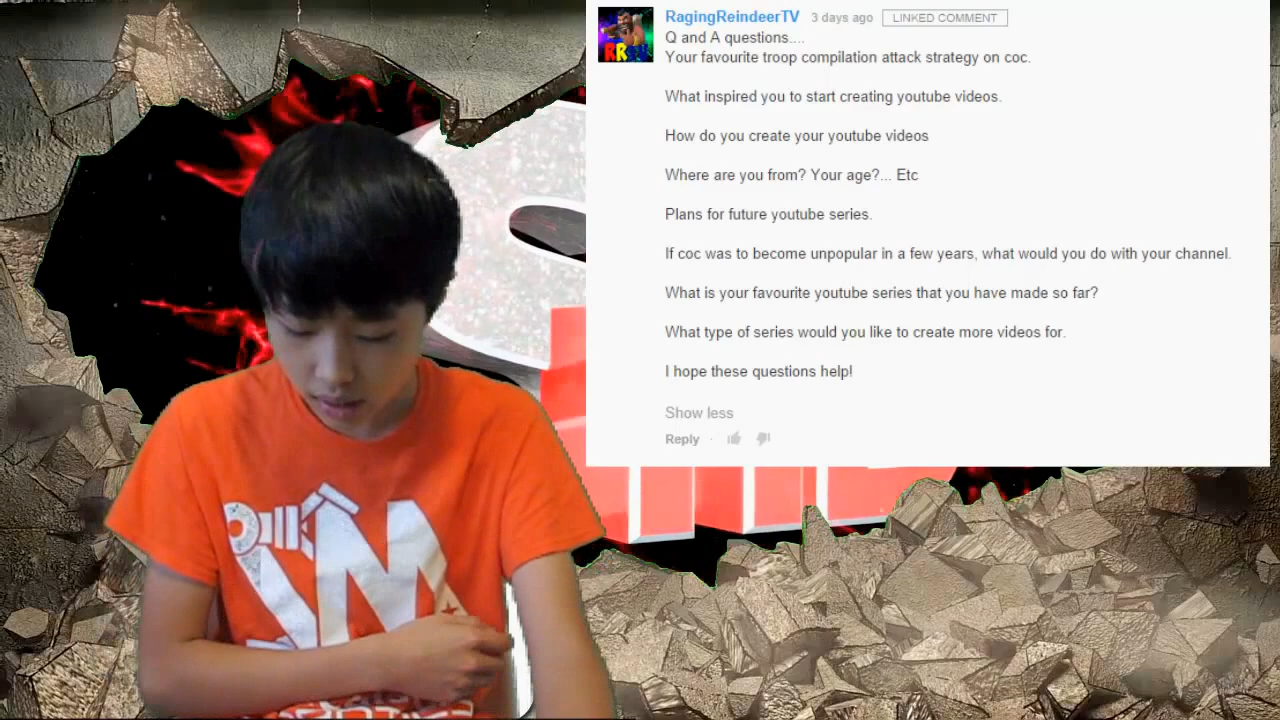 RagingReindeerTV 3 days ago LINKED COMMENT
Q and A questions....
Your favourite troop compilation attack strategy on coc.
What inspired you to start creating youtube videos.
How do you create your youtube videos
Where are you from? Your age?... Etc
Plans for future youtube series.
If coc was to become unpopular in a few years, what would you do with your channel.
What is your favourite youtube series that you have made so far?
What type of series would you like to create more videos for.
I hope these questions help!
Show less
Reply